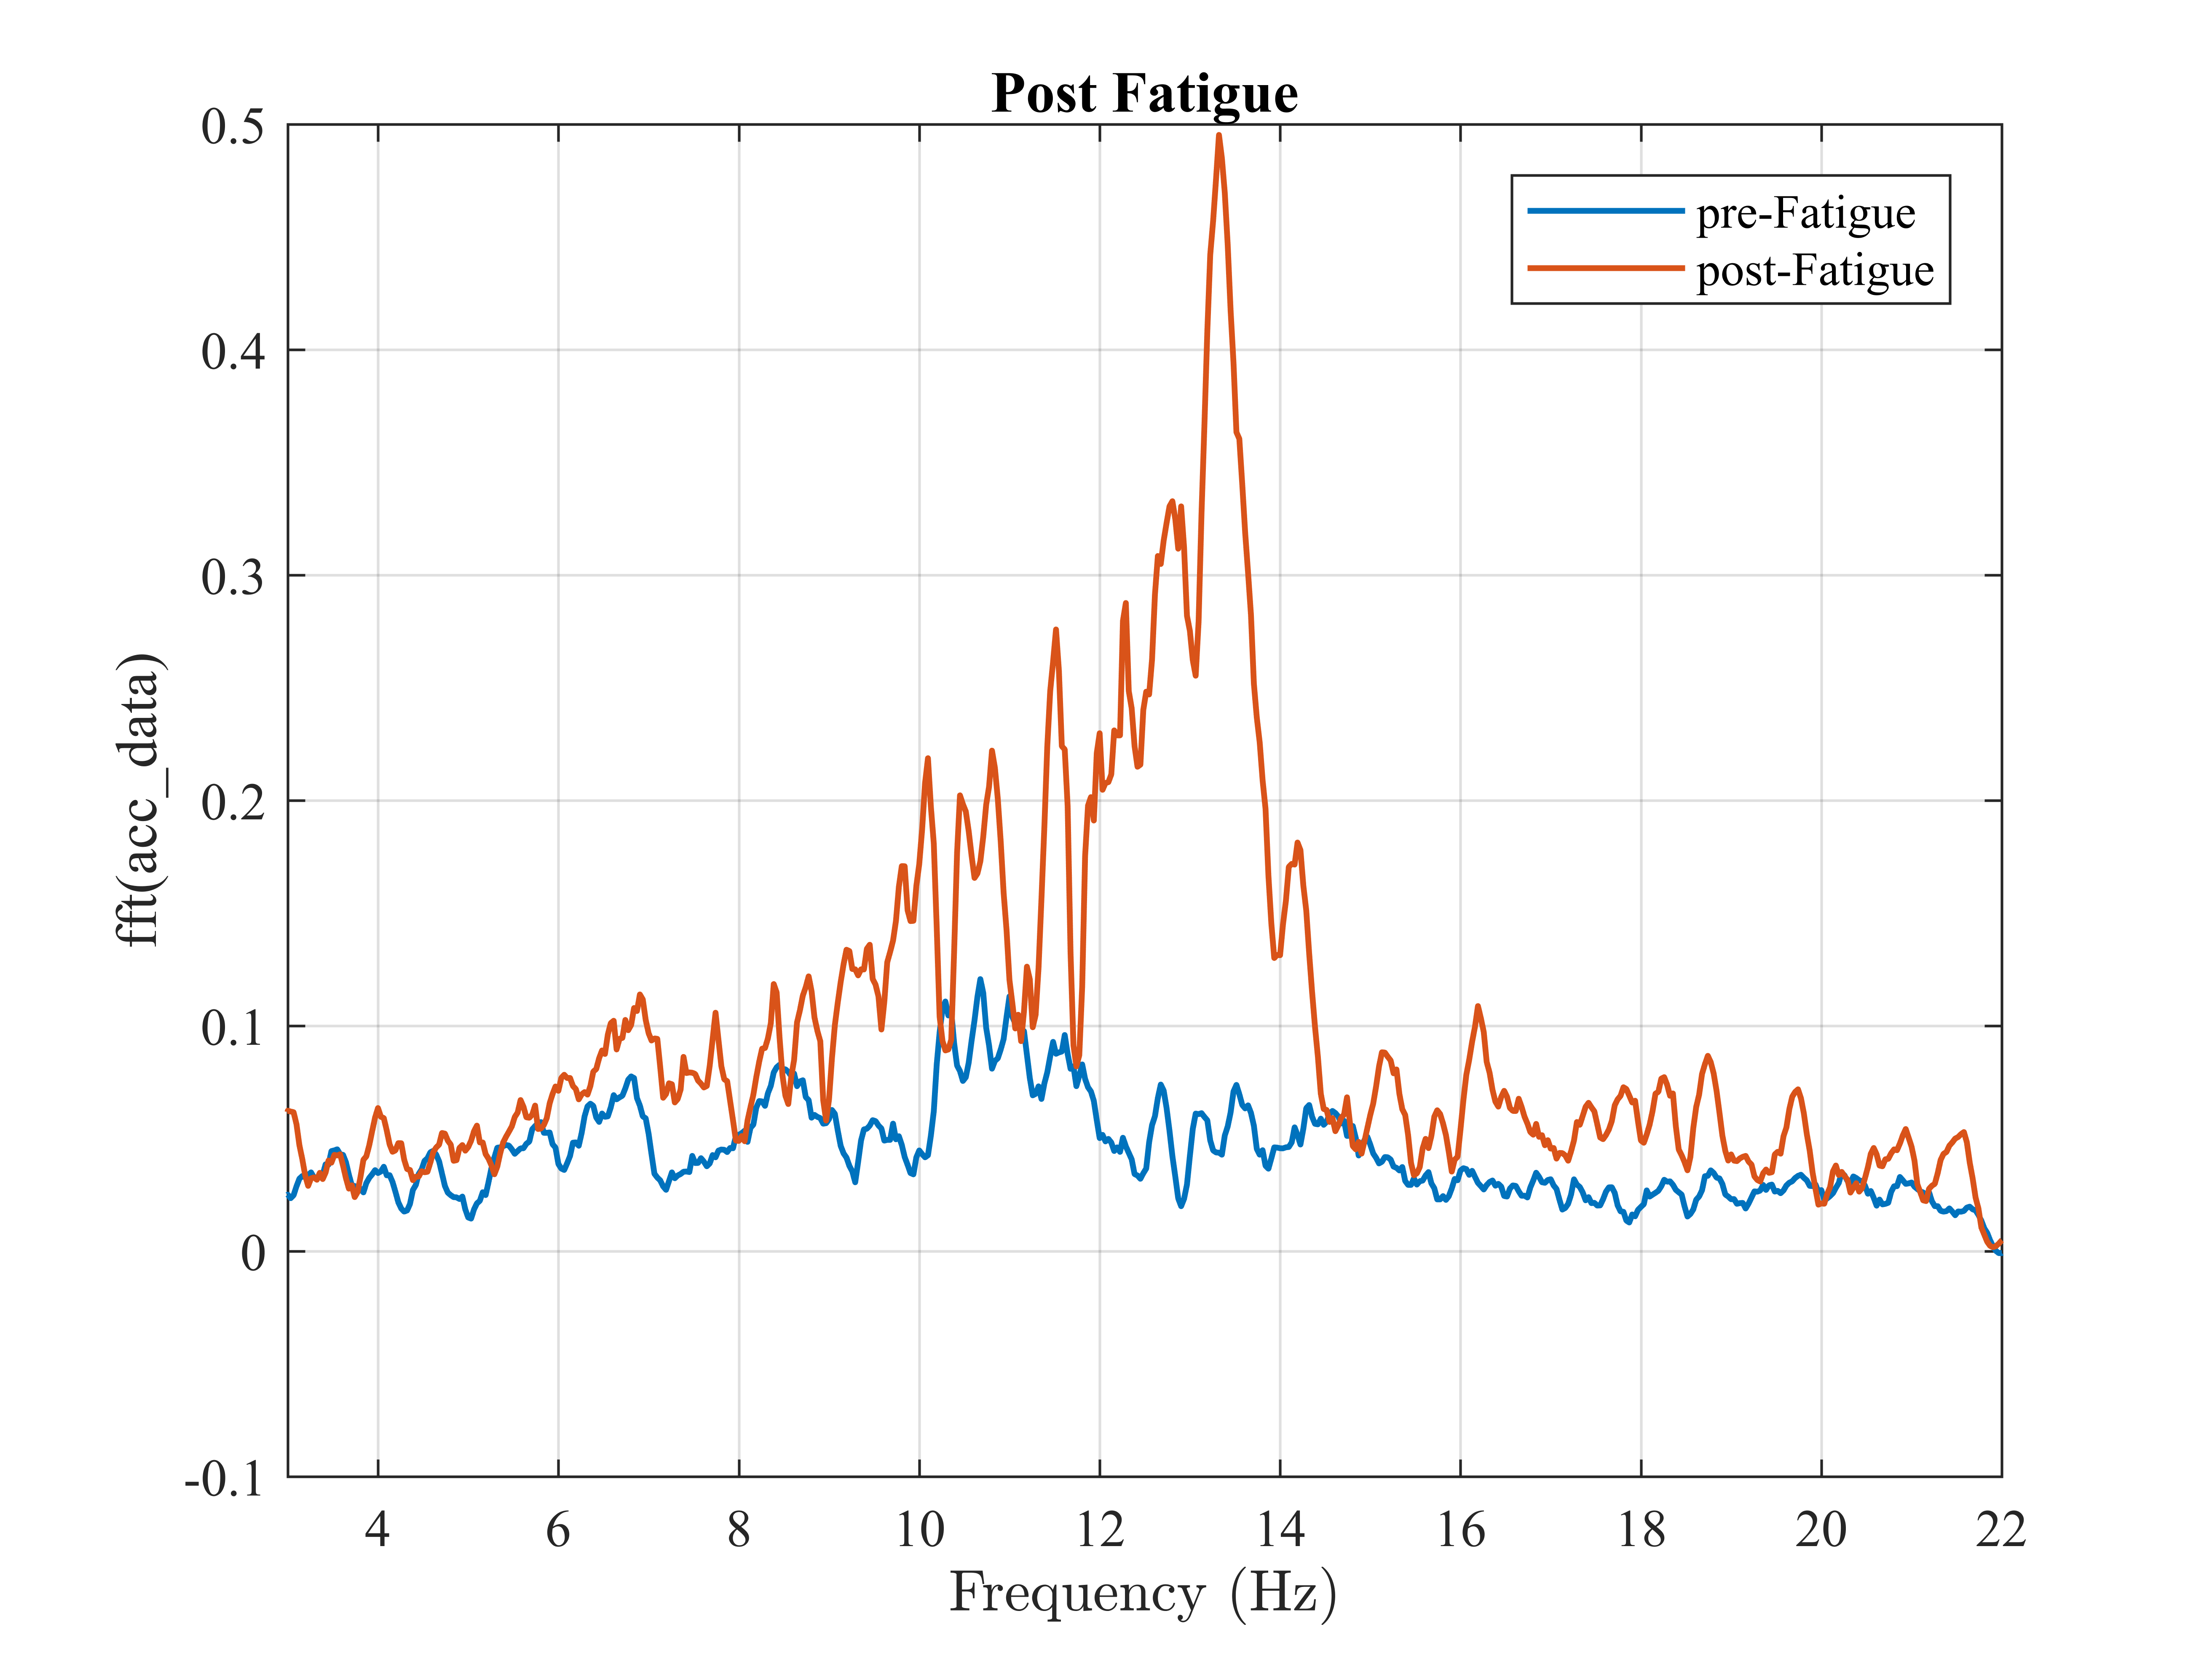 Post Fatigue
pre-Fatigue
post-Fatigue
0.5
0.4
0.3
0.2
0.1
0
-0.1
fft(acc_data)
4 6 8 10 12 14 16 18 20 22
Frequency (Hz)